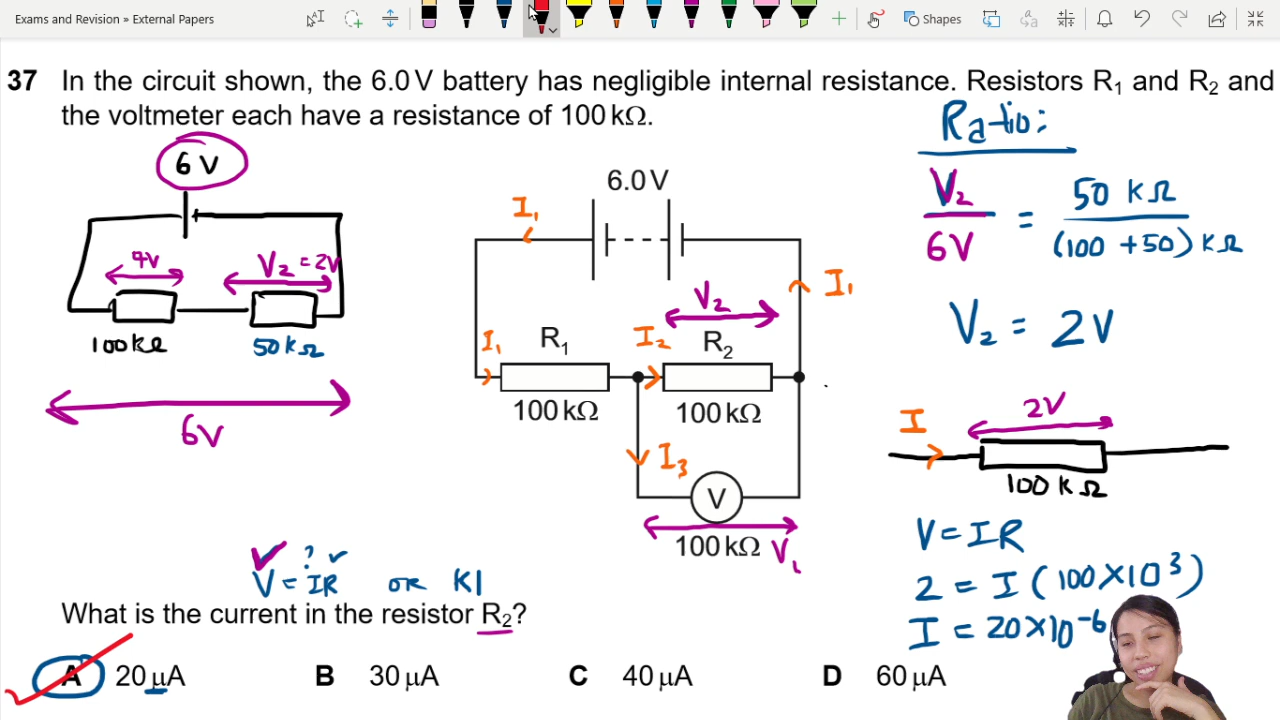 Exams and Revision » External Papers
Shapes
37 In the circuit shown, the 6.0 V battery has negligible internal resistance. Resistors R₁ and R₂ and
the voltmeter each have a resistance of 100 kΩ.
Ratio:
6 V
4V
V₂ = 2V
100kΩ
50kΩ
6V
6.0 V
I₁
I₁
V₂
I₁
R₁
I₂
R₂
100 kΩ
100 kΩ
I₃
V
100 kΩ
V₁
V₂
6V
=
50 kΩ
(100 + 50) kΩ
V₂ = 2V
I
2V
100 kΩ
V = IR
2 = I (100 × 10³)
I = 20×10⁻⁶
?
V = IR OR K1
What is the current in the resistor R₂?
A 20 μA B 30 μA C 40 μA D 60 μA